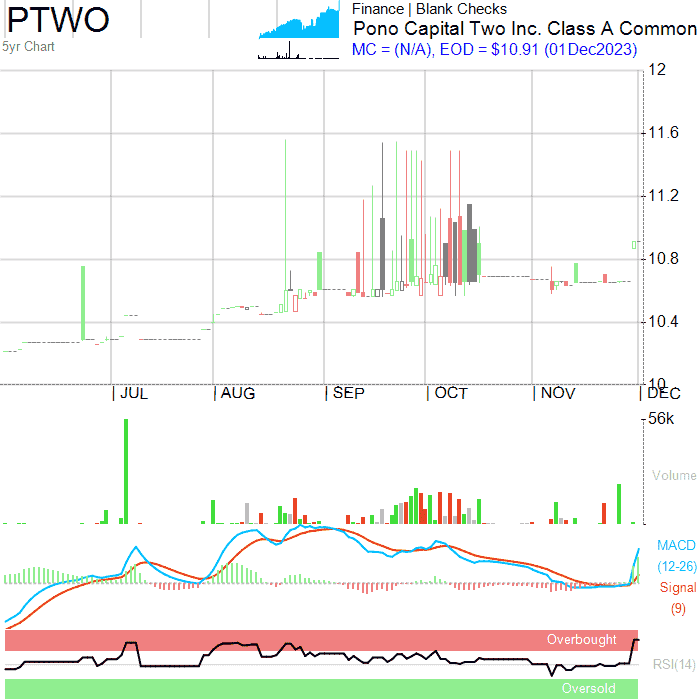 PTWO
5yr Chart
Finance | Blank Checks
Pono Capital Two Inc. Class A Common
MC = (N/A), EOD = $10.91 (01Dec2023)
12
11.6
11.2
10.8
10.4
10
JUL
AUG
SEP
OCT
NOV
DEC
56k
Volume
MACD
(12-26)
Signal
(9)
Overbought
RSI(14)
Oversold